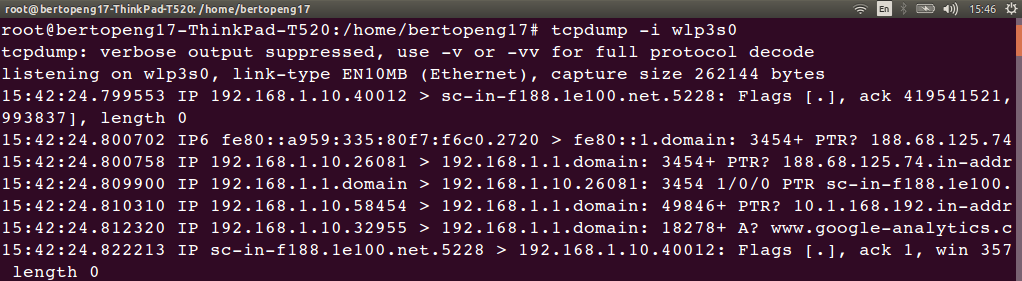 root@bertopeng17-ThinkPad-T520: /home/bertopeng17 En 15:46
root@bertopeng17-ThinkPad-T520:/home/bertopeng17# tcpdump -i wlp3s0
tcpdump: verbose output suppressed, use -v or -vv for full protocol decode
listening on wlp3s0, link-type EN10MB (Ethernet), capture size 262144 bytes
15:42:24.799553 IP 192.168.1.10.40012 > sc-in-f188.1e100.net.5228: Flags [.], ack 419541521,
993837], length 0
15:42:24.800702 IP6 fe80::a959:335:80f7:f6c0.2720 > fe80::1.domain: 3454+ PTR? 188.68.125.74
15:42:24.800758 IP 192.168.1.10.26081 > 192.168.1.1.domain: 3454+ PTR? 188.68.125.74.in-addr
15:42:24.809900 IP 192.168.1.1.domain > 192.168.1.10.26081: 3454 1/0/0 PTR sc-in-f188.1e100.
15:42:24.810310 IP 192.168.1.10.58454 > 192.168.1.1.domain: 49846+ PTR? 10.1.168.192.in-addr
15:42:24.812320 IP 192.168.1.10.32955 > 192.168.1.1.domain: 18278+ A? www.google-analytics.c
15:42:24.822213 IP sc-in-f188.1e100.net.5228 > 192.168.1.10.40012: Flags [.], ack 1, win 357
length 0